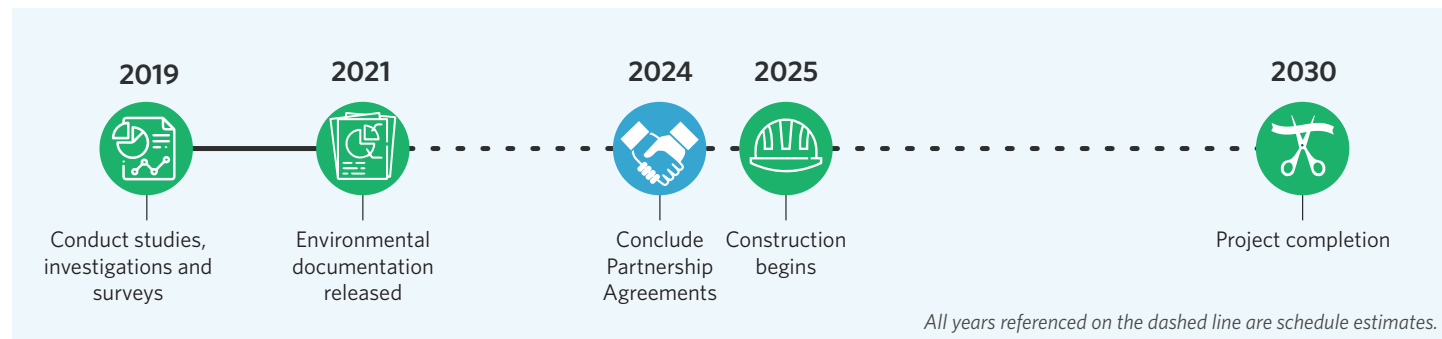 2019
Conduct studies,
investigations and
surveys
2021
Environmental
documentation
released
2024
Conclude
Partnership
Agreements
2025
Construction
begins
2030
Project completion
All years referenced on the dashed line are schedule estimates.